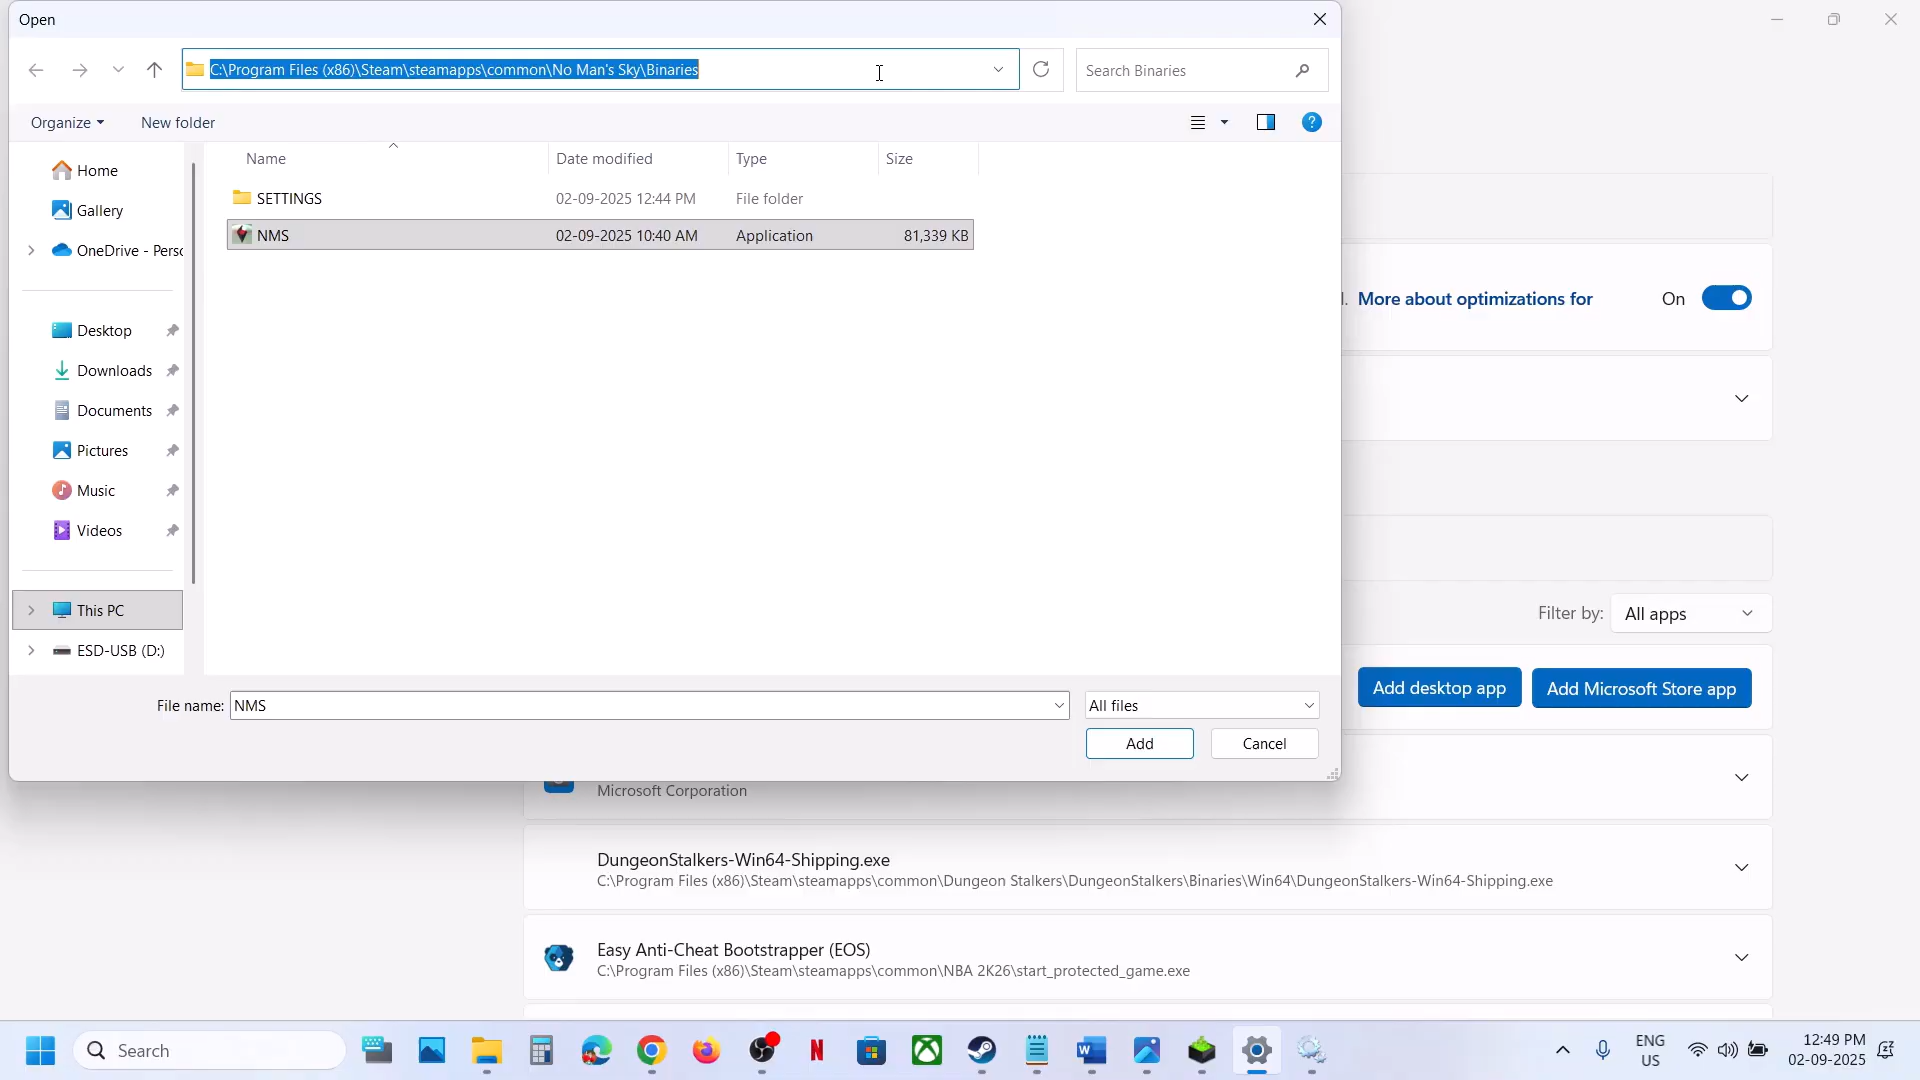 Open
C:\Program Files (x86)\Steam\steamapps\common\No Man's Sky\Binaries
Search Binaries
Organize
New folder
Name
Date modified
Type
Size
Home
Gallery
OneDrive - Perso
Desktop
Downloads
Documents
Pictures
Music
Videos
This PC
ESD-USB (D:)
SETTINGS 02-09-2025 12:44 PM File folder
NMS 02-09-2025 10:40 AM Application 81,339 KB
File name: NMS
All files
Add
Cancel
More about optimizations for
On
Filter by: All apps
Add desktop app
Add Microsoft Store app
Microsoft Corporation
DungeonStalkers-Win64-Shipping.exe
C:\Program Files (x86)\Steam\steamapps\common\Dungeon Stalkers\DungeonStalkers\Binaries\Win64\DungeonStalkers-Win64-Shipping.exe
Easy Anti-Cheat Bootstrapper (EOS)
C:\Program Files (x86)\Steam\steamapps\common\NBA 2K26\start_protected_game.exe
Search
ENG
US
12:49 PM
02-09-2025